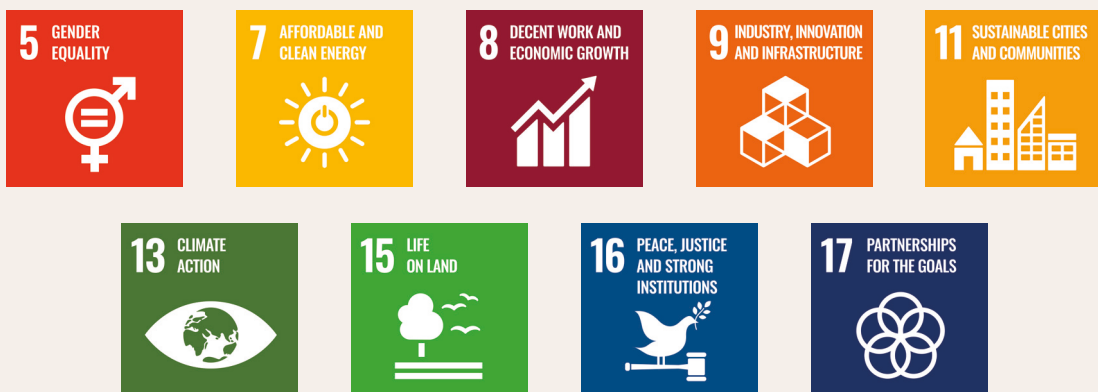 5 GENDER
EQUALITY
7 AFFORDABLE AND
CLEAN ENERGY
8 DECENT WORK AND
ECONOMIC GROWTH
9 INDUSTRY, INNOVATION
AND INFRASTRUCTURE
11 SUSTAINABLE CITIES
AND COMMUNITIES
13 CLIMATE
ACTION
15 LIFE
ON LAND
16 PEACE, JUSTICE
AND STRONG
INSTITUTIONS
17 PARTNERSHIPS
FOR THE GOALS